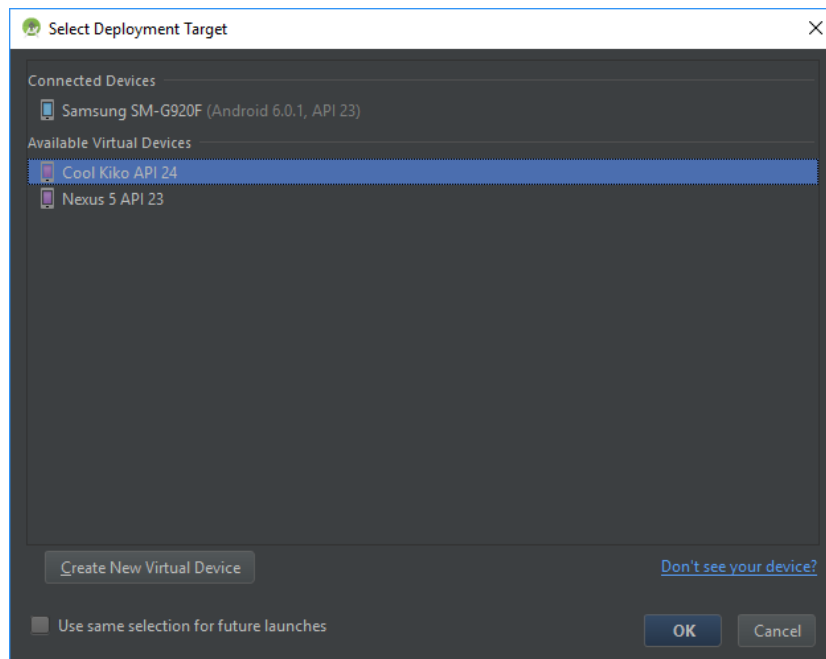 Select Deployment Target
Connected Devices
Samsung SM-G920F (Android 6.0.1, API 23)
Available Virtual Devices
Cool Kiko API 24
Nexus 5 API 23
Create New Virtual Device
Don't see your device?
Use same selection for future launches
OK
Cancel